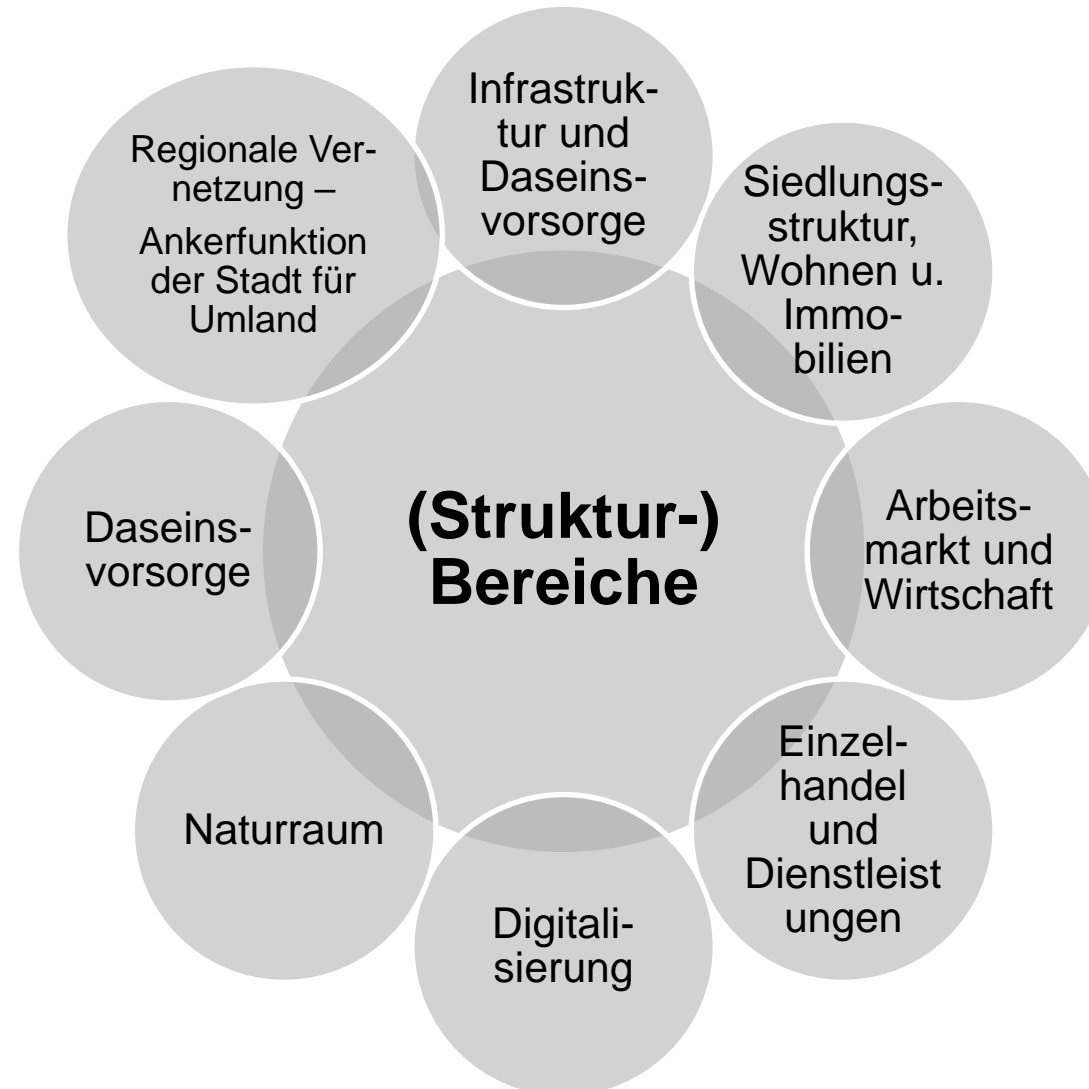 Infrastruk-
tur und
Daseins-
vorsorge
Siedlungs-
struktur,
Wohnen u.
Immo-
bilien
Arbeits-
markt und
Wirtschaft
Einzel-
handel
und
Dienstleist
ungen
Digitali-
sierung
Naturraum
Daseins-
vorsorge
Regionale Ver-
netzung –
Ankerfunktion
der Stadt für
Umland
(Struktur-)
Bereiche